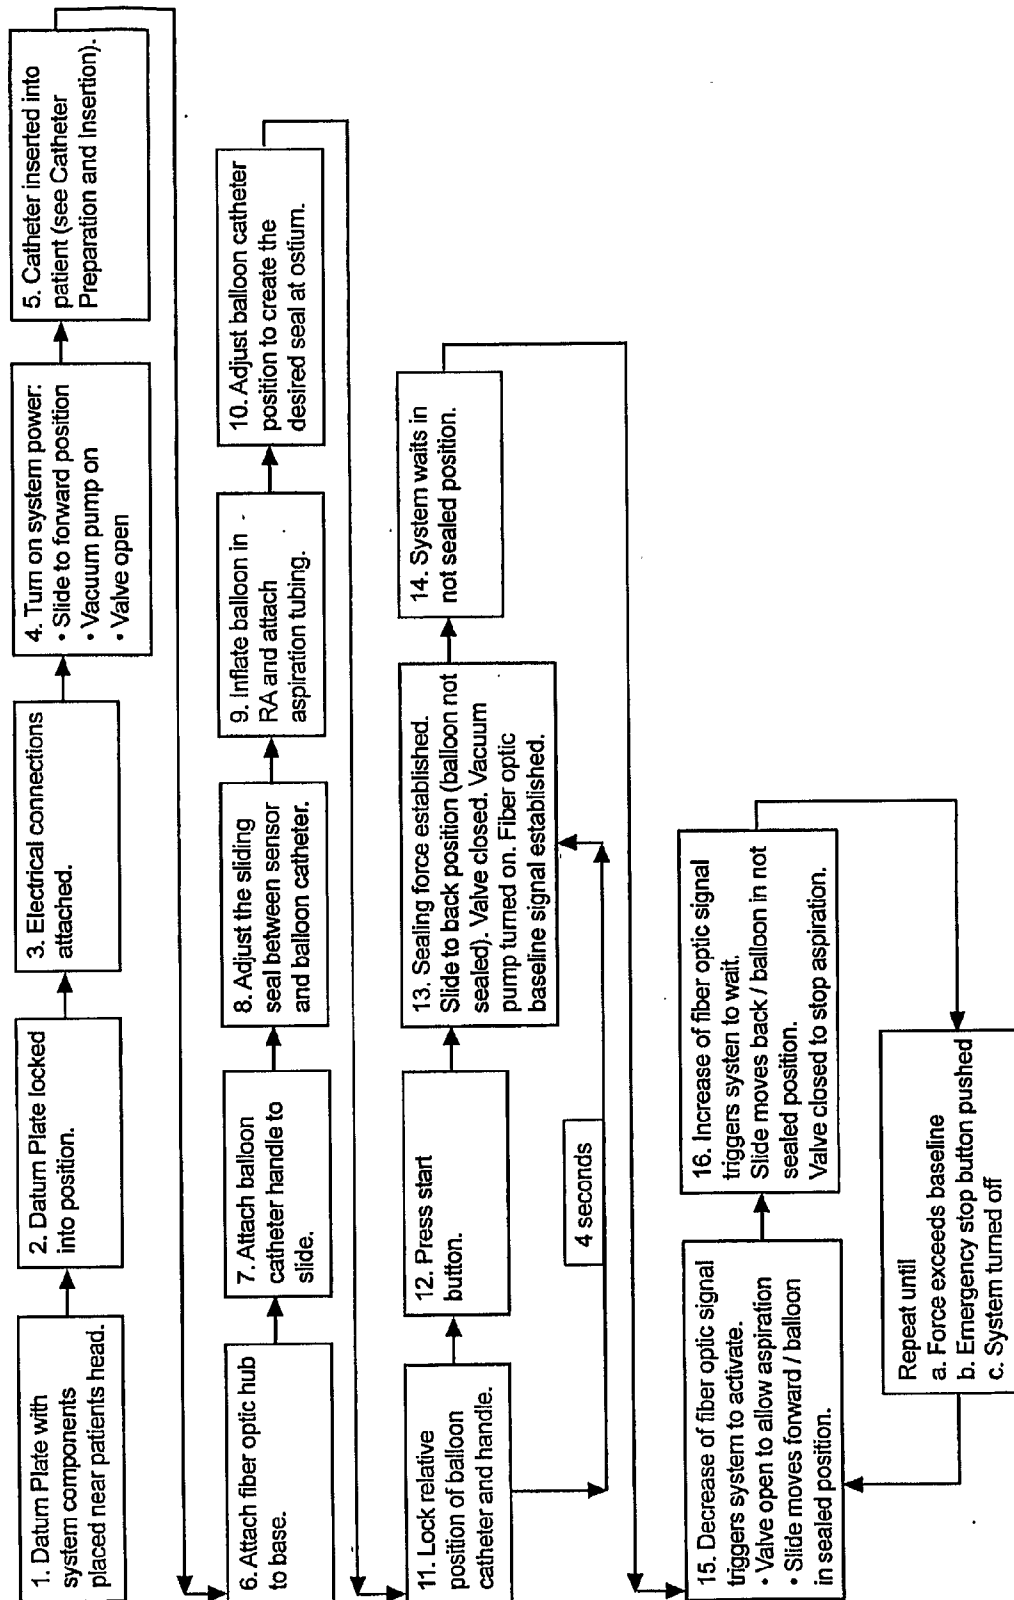 1. Datum Plate with
system components
placed near patients head.
2. Datum Plate locked
into position.
3. Electrical connections
attached.
4. Turn on system power:
• Slide to forward position
• Vacuum pump on
• Valve open
5. Catheter inserted into
patient (see Catheter
Preparation and Insertion).
6. Attach fiber optic hub
to base.
7. Attach balloon
catheter handle to
slide.
8. Adjust the sliding
seal between sensor
and balloon catheter.
9. Inflate balloon in
RA and attach
aspiration tubing.
10. Adjust balloon catheter
position to create the
desired seal at ostium.
11. Lock relative
position of balloon
catheter and handle.
12. Press start
button.
4 seconds
13. Sealing force established.
Slide to back position (balloon not
sealed). Valve closed. Vacuum
pump turned on. Fiber optic
baseline signal established.
14. System waits in
not sealed position.
15. Decrease of fiber optic signal
triggers system to activate.
• Valve open to allow aspiration
• Slide moves forward / balloon
in sealed position.
16. Increase of fiber optic signal
triggers systen to wait.
Slide moves back / balloon in not
sealed position.
Valve closed to stop aspiration.
Repeat until
a. Force exceeds baseline
b. Emergency stop button pushed
c. System turned off